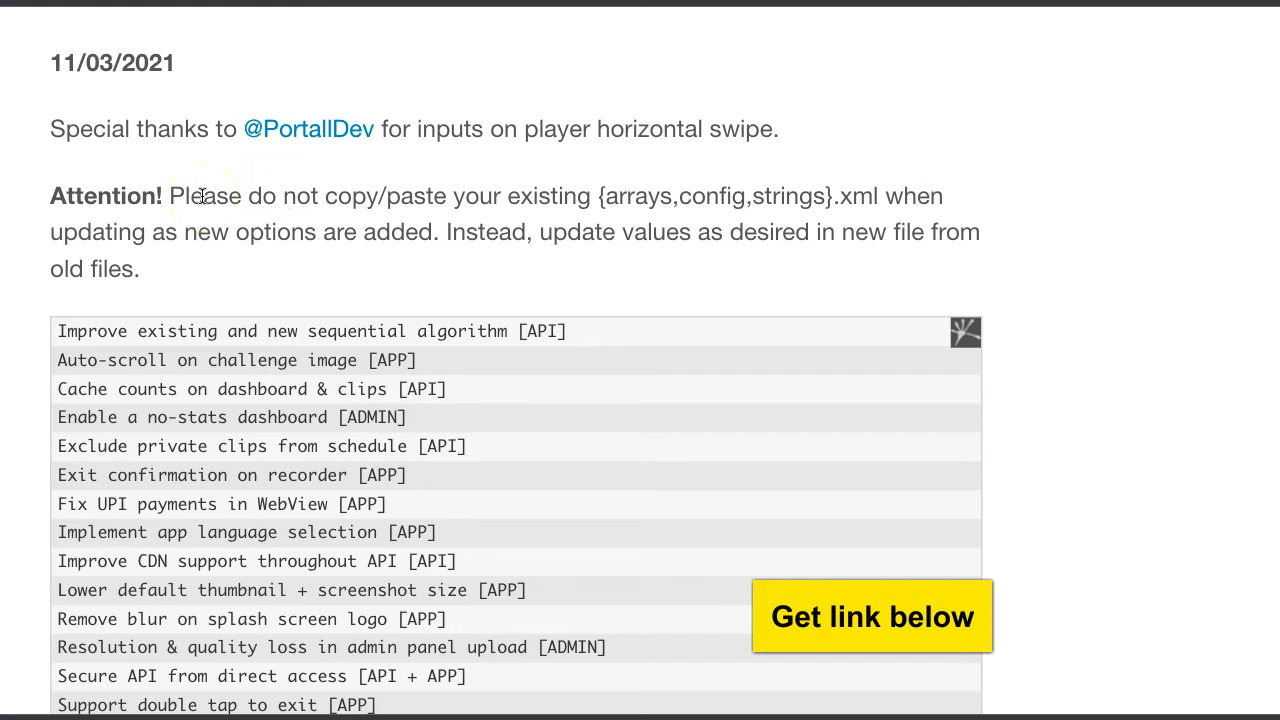 11/03/2021
Special thanks to @PortallDev for inputs on player horizontal swipe.
Attention! Please do not copy/paste your existing {arrays,config,strings}.xml when
updating as new options are added. Instead, update values as desired in new file from
old files.
Improve existing and new sequential algorithm [API]
Auto-scroll on challenge image [APP]
Cache counts on dashboard & clips [API]
Enable a no-stats dashboard [ADMIN]
Exclude private clips from schedule [API]
Exit confirmation on recorder [APP]
Fix UPI payments in WebView [APP]
Implement app language selection [APP]
Improve CDN support throughout API [API]
Lower default thumbnail + screenshot size [APP]
Remove blur on splash screen logo [APP]
Get link below
Resolution & quality loss in admin panel upload [ADMIN]
Secure API from direct access [API + APP]
Support double tap to exit [APP]